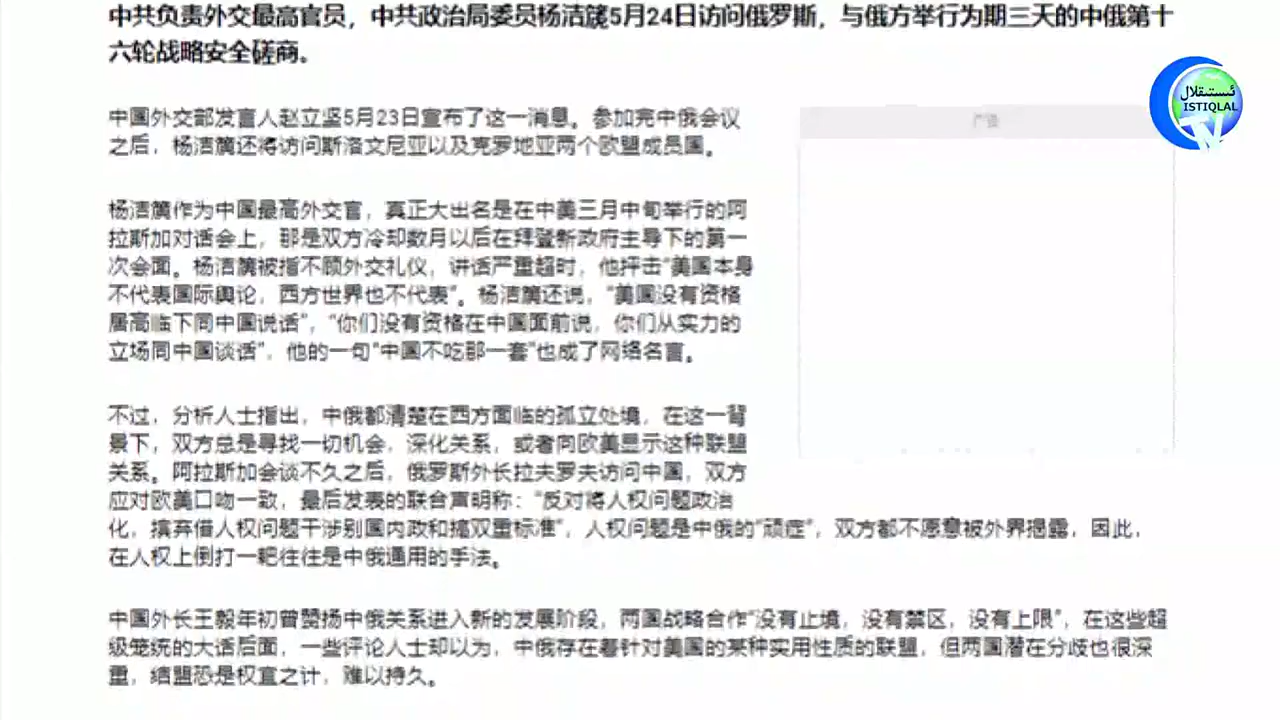 中共负责外交最高官员，中共政治局委员杨洁篪5月24日访问俄罗斯，与俄方举行为期三天的中俄第十
六轮战略安全磋商。
ئىستىقلال
ISTIQLAL
TV
广告
中国外交部发言人赵立坚5月23日宣布了这一消息。参加完中俄会议
之后，杨洁篪还将访问斯洛文尼亚以及克罗地亚两个欧盟成员国。
杨洁篪作为中国最高外交官，真正大出名是在中美三月中旬举行的阿
拉斯加对话会上，那是双方冷却数月以后在拜登新政府主导下的第一
次会面。杨洁篪被指不顾外交礼仪，讲话严重超时，他抨击“美国本身
不代表国际舆论，西方世界也不代表”。杨洁篪还说，“美国没有资格
居高临下同中国说话”，“你们没有资格在中国面前说，你们从实力的
立场同中国谈话”，他的一句“中国不吃那一套”也成了网络名言。
不过，分析人士指出，中俄都清楚在西方面临的孤立处境，在这一背
景下，双方总是寻找一切机会，深化关系，或者向欧美显示这种联盟
关系。阿拉斯加会谈不久之后，俄罗斯外长拉夫罗夫访问中国，双方
应对欧美口吻一致，最后发表的联合声明称：“反对将人权问题政治
化，摈弃借人权问题干涉别国内政和搞双重标准”，人权问题是中俄的“顽症”，双方都不愿意被外界揭露，因此，
在人权上倒打一耙往往是中俄通用的手法。
中国外长王毅年初曾赞扬中俄关系进入新的发展阶段，两国战略合作“没有止境，没有禁区，没有上限”，在这些超
级笼统的大话后面，一些评论人士却以为，中俄存在着针对美国的某种实用性质的联盟，但两国潜在分歧也很深
重，结盟恐是权宜之计，难以持久。